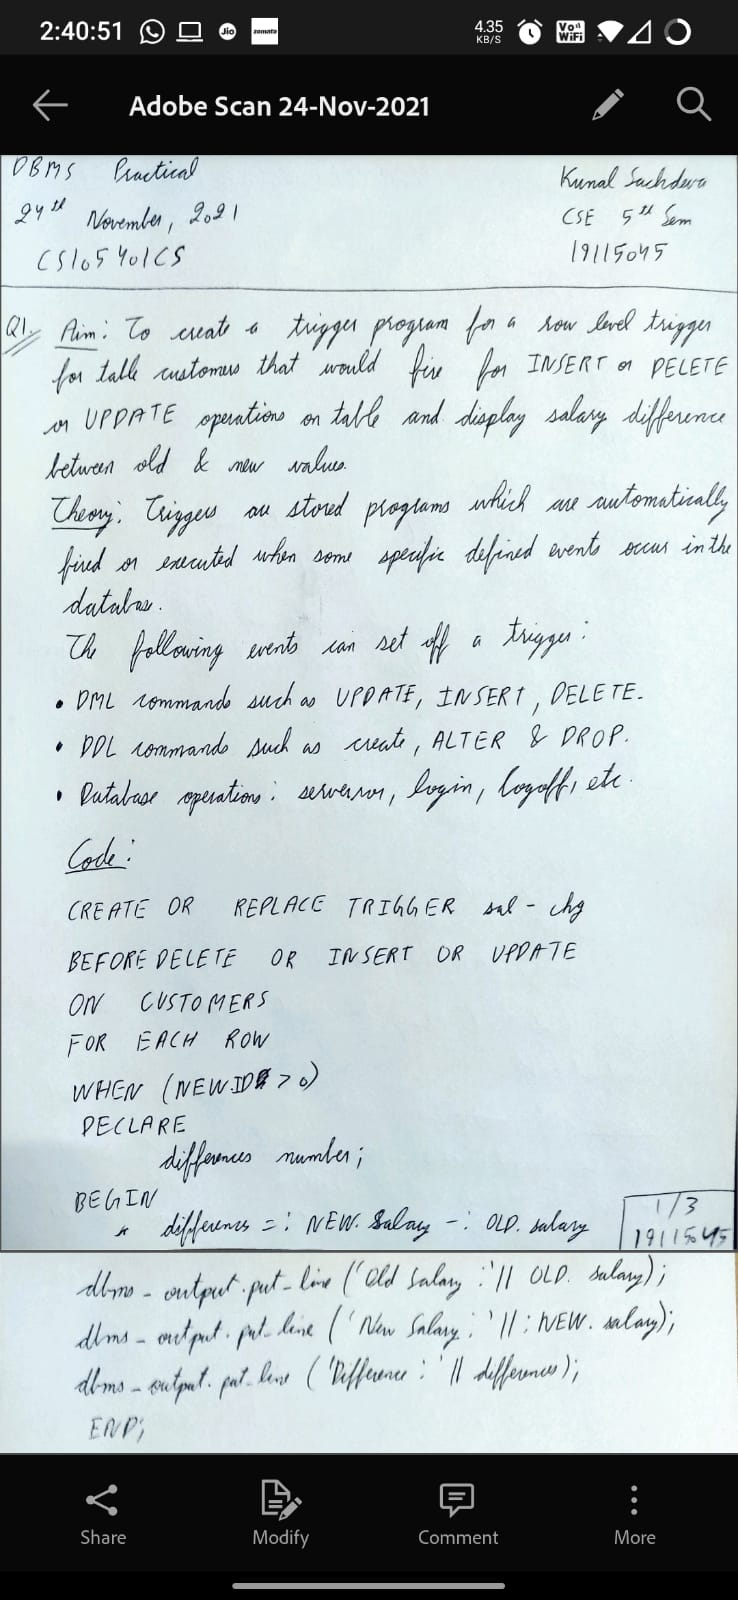 2:40:51
Jio
zomato
4.35
KB/S
Vo))
WiFi
Adobe Scan 24-Nov-2021
DBMS Practical
Kunal Sachdeva
24th November, 2021
CSE 5th Sem
CS105401CS
19115045
Q1. Aim: To create a trigger program for a row level trigger
for table customers that would fire for INSERT or DELETE
or UPDATE operations on table and display salary difference
between old & new values.
Theory: Triggers are stored programs which are automatically
fired or executed when some specific defined events occur in the
database.
The following events can set off a trigger:
• DML commands such as UPDATE, INSERT, DELETE.
• DDL commands such as create, ALTER & DROP.
• Database operations: servererror, login, logoff, etc.
Code:
CREATE OR REPLACE TRIGGER sal - chg
BEFORE DELETE OR INSERT OR UPDATE
ON CUSTOMERS
FOR EACH ROW
WHEN (NEW.ID > 0)
DECLARE
differences number;
BEGIN
differences = : NEW. Salary - : OLD. salary
1/3
19115045
dbms - output.put - line ('Old Salary : ' || OLD. salary);
dbms - output. put - line ('New Salary : ' || : NEW. salary);
dbms - output. put - line ('Difference : ' || differences);
END;
Share
Modify
Comment
More